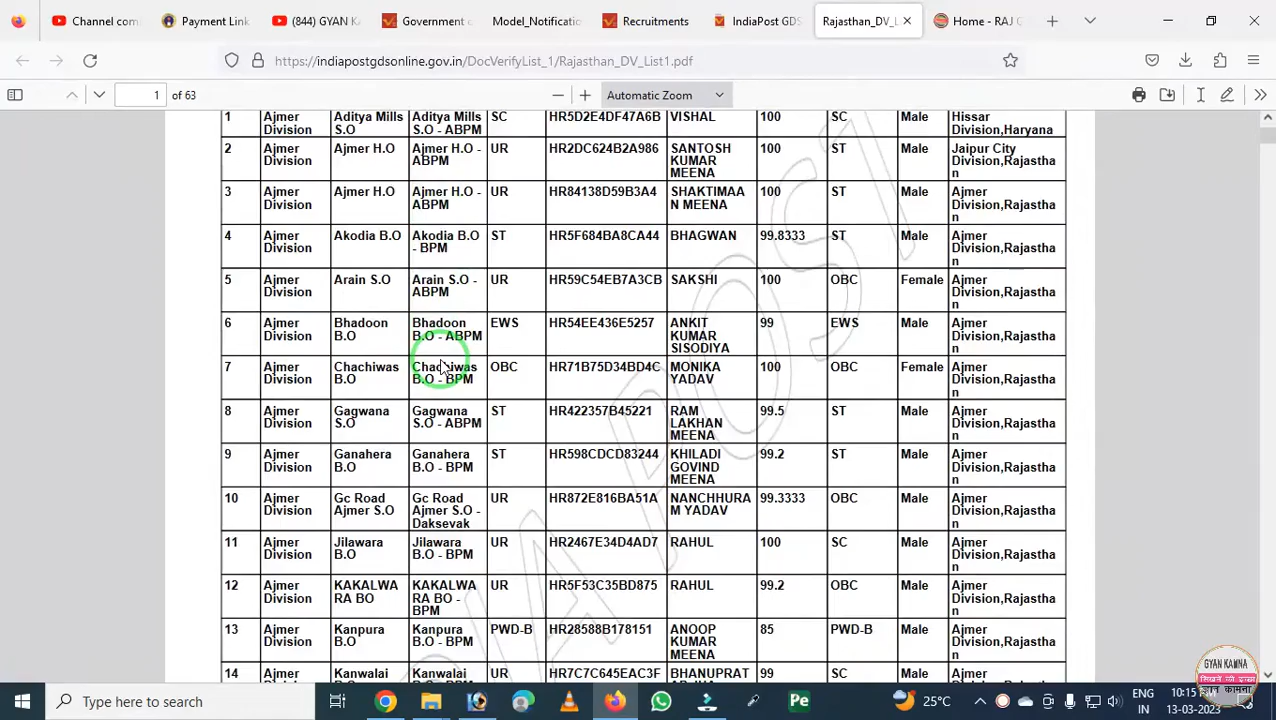 Channel com
Payment Link
(844) GYAN K
Government o
Model_Notification
Recruitments
IndiaPost GDS
Rajasthan_DV_L
Home - RAJ G
https://indiapostgdsonline.gov.in/DocVerifyList_1/Rajasthan_DV_List1.pdf
1 of 63
Automatic Zoom
1 Ajmer Division Aditya Mills S.O Aditya Mills S.O - ABPM SC HR5D2E4DF47A6B VISHAL 100 SC Male Hissar Division,Haryana
2 Ajmer Division Ajmer H.O Ajmer H.O - ABPM UR HR2DC624B2A986 SANTOSH KUMAR MEENA 100 ST Male Jaipur City Division,Rajasthan
3 Ajmer Division Ajmer H.O Ajmer H.O - ABPM UR HR84138D59B3A4 SHAKTIMAAN MEENA 100 ST Male Ajmer Division,Rajasthan
4 Ajmer Division Akodia B.O Akodia B.O - BPM ST HR5F684BA8CA44 BHAGWAN 99.8333 ST Male Ajmer Division,Rajasthan
5 Ajmer Division Arain S.O Arain S.O - ABPM UR HR59C54EB7A3CB SAKSHI 100 OBC Female Ajmer Division,Rajasthan
6 Ajmer Division Bhadoon B.O Bhadoon B.O - ABPM EWS HR54EE436E5257 ANKIT KUMAR SISODIYA 99 EWS Male Ajmer Division,Rajasthan
7 Ajmer Division Chachiwas B.O Chachiwas B.O - BPM OBC HR71B75D34BD4C MONIKA YADAV 100 OBC Female Ajmer Division,Rajasthan
8 Ajmer Division Gagwana S.O Gagwana S.O - ABPM ST HR422357B45221 RAM LAKHAN MEENA 99.5 ST Male Ajmer Division,Rajasthan
9 Ajmer Division Ganahera B.O Ganahera B.O - BPM ST HR598CDCD83244 KHILADI GOVIND MEENA 99.2 ST Male Ajmer Division,Rajasthan
10 Ajmer Division Gc Road Ajmer S.O Gc Road Ajmer S.O - Daksevak UR HR872E816BA51A NANCHHURAM YADAV 99.3333 OBC Male Ajmer Division,Rajasthan
11 Ajmer Division Jilawara B.O Jilawara B.O - BPM UR HR2467E34D4AD7 RAHUL 100 SC Male Ajmer Division,Rajasthan
12 Ajmer Division KAKALWARA BO KAKALWARA BO - BPM UR HR5F53C35BD875 RAHUL 99.2 OBC Male Ajmer Division,Rajasthan
13 Ajmer Division Kanpura B.O Kanpura B.O - BPM PWD-B HR28588B178151 ANOOP KUMAR MEENA 85 PWD-B Male Ajmer Division,Rajasthan
14 Ajmer Kanwalai Kanwalai UR HR7C7C645EAC3F BHANUPRAT 99 SC Male Ajmer
GYAN KAMNA
ज्ञान कामना
Type here to search
Pe
25°C
ENG
IN
10:15
13-03-2023